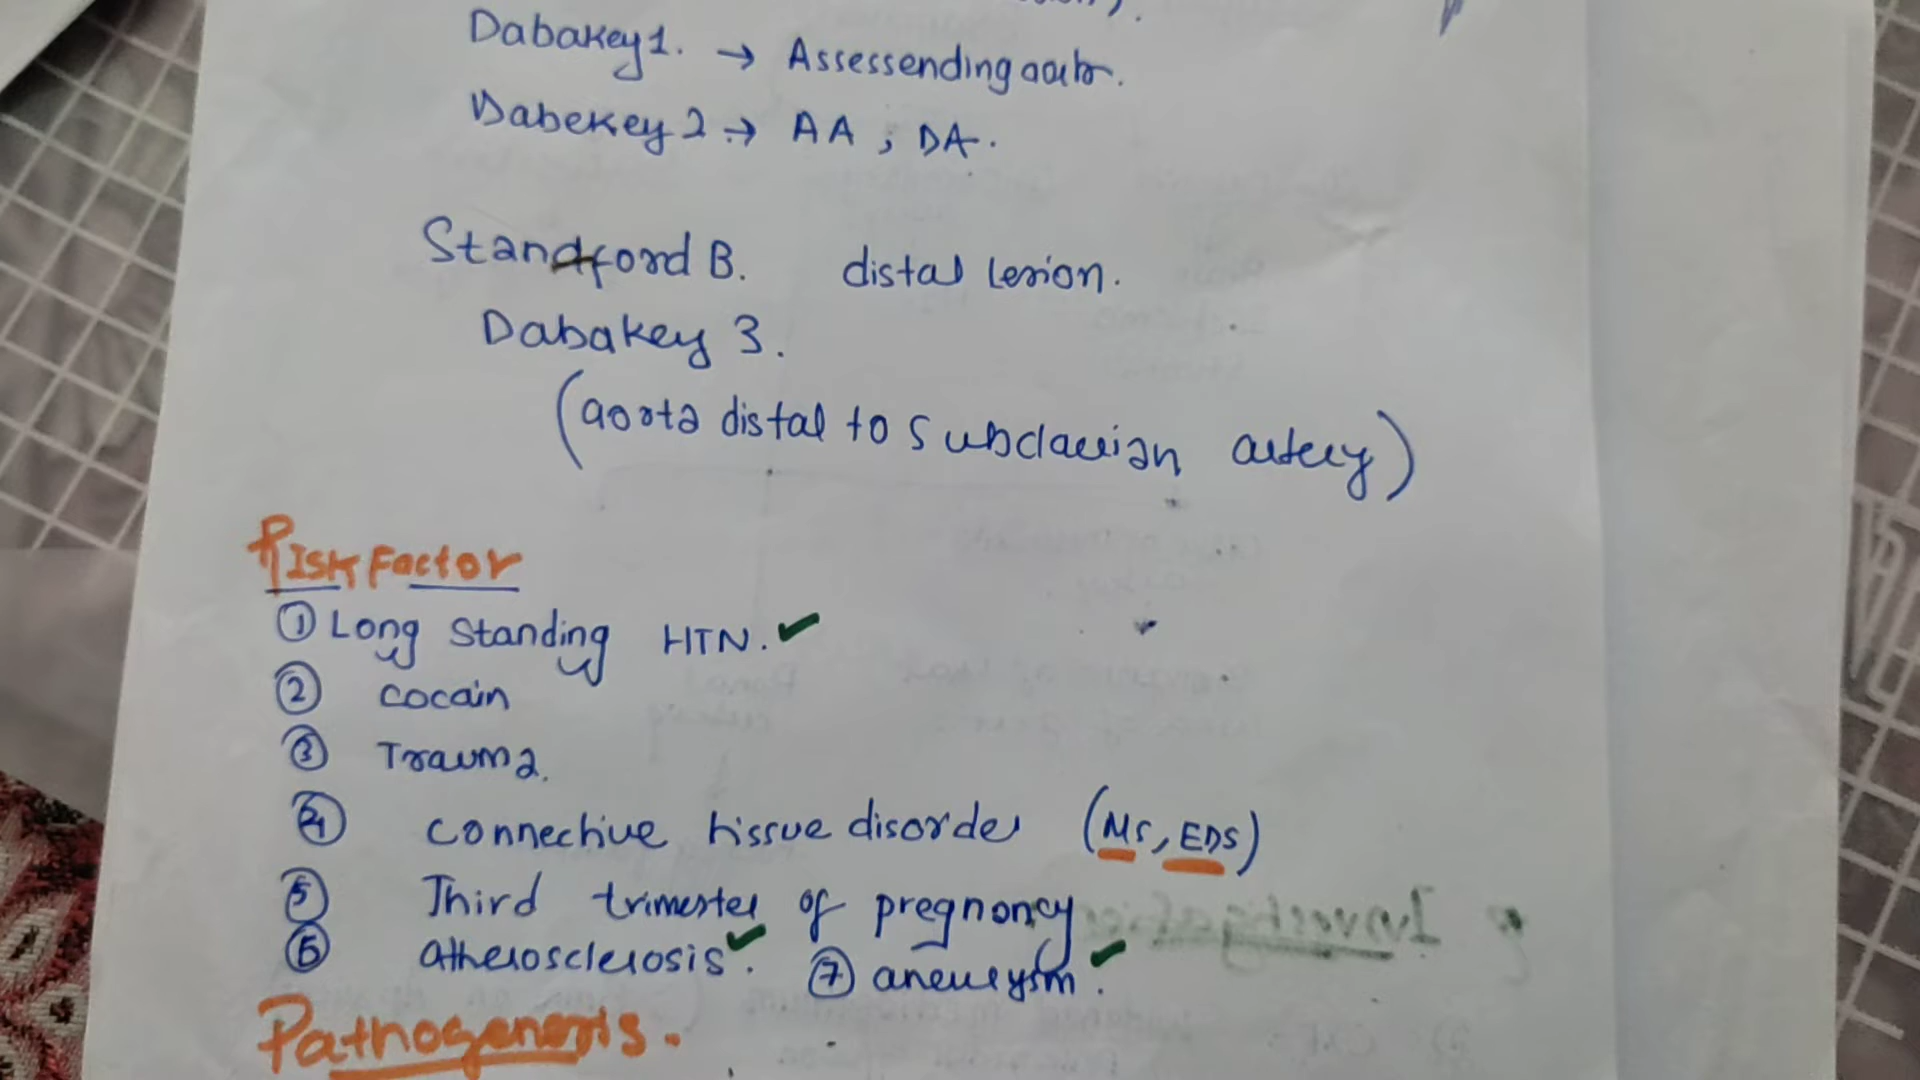 Dabakey 1. → Assessending aorta.
Dabekey 2 → AA ; DA.
Standford B. distal lesion.
Dabakey 3.
(aorta distal to subclavian artery)
Risk Factor
① Long standing HTN. ✔
② cocain
③ Trauma.
④ connective tissue disorder (MS, EDS)
⑤ Third trimester of pregnoncy
⑥ atherosclerosis ✔. ⑦ aneurysm. ✔
Pathogenesis.